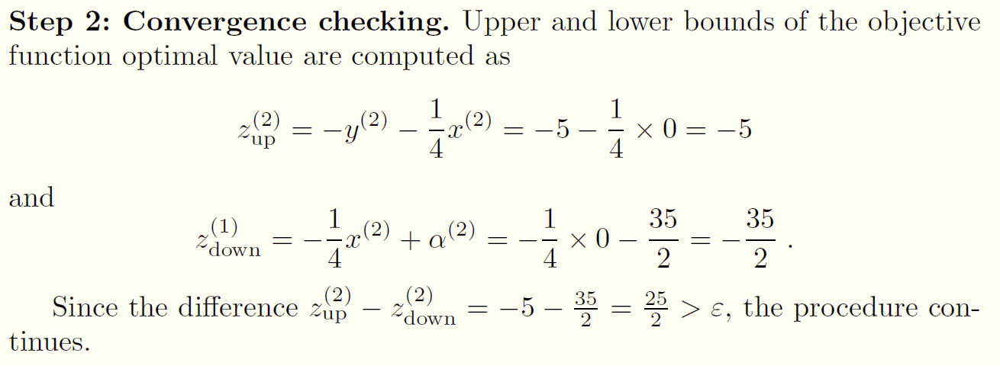 Step 2: Convergence checking. Upper and lower bounds of the objective
function optimal value are computed as
$z_{\text{up}}^{(2)} = -y^{(2)} - \frac{1}{4}x^{(2)} = -5 - \frac{1}{4} \times 0 = -5$
and
$z_{\text{down}}^{(1)} = -\frac{1}{4}x^{(2)} + \alpha^{(2)} = -\frac{1}{4} \times 0 - \frac{35}{2} = -\frac{35}{2}\ .$
Since the difference $z_{\text{up}}^{(2)} - z_{\text{down}}^{(2)} = -5 - \frac{35}{2} = \frac{25}{2} > \varepsilon$, the procedure con-
tinues.